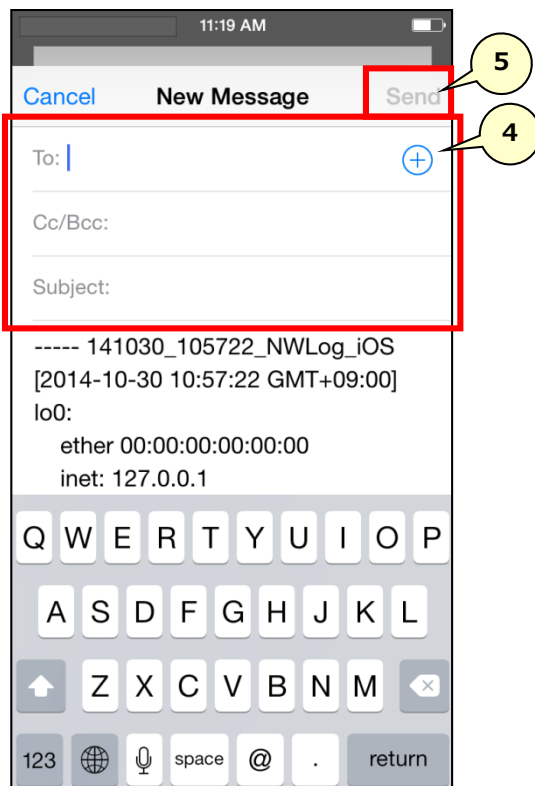 11:19 AM
5
Cancel New Message Send
4
To:
Cc/Bcc:
Subject:
----- 141030_105722_NWLog_iOS
[2014-10-30 10:57:22 GMT+09:00]
lo0:
ether 00:00:00:00:00:00
inet: 127.0.0.1
Q W E R T Y U I O P
A S D F G H J K L
Z X C V B N M
123 space @ . return